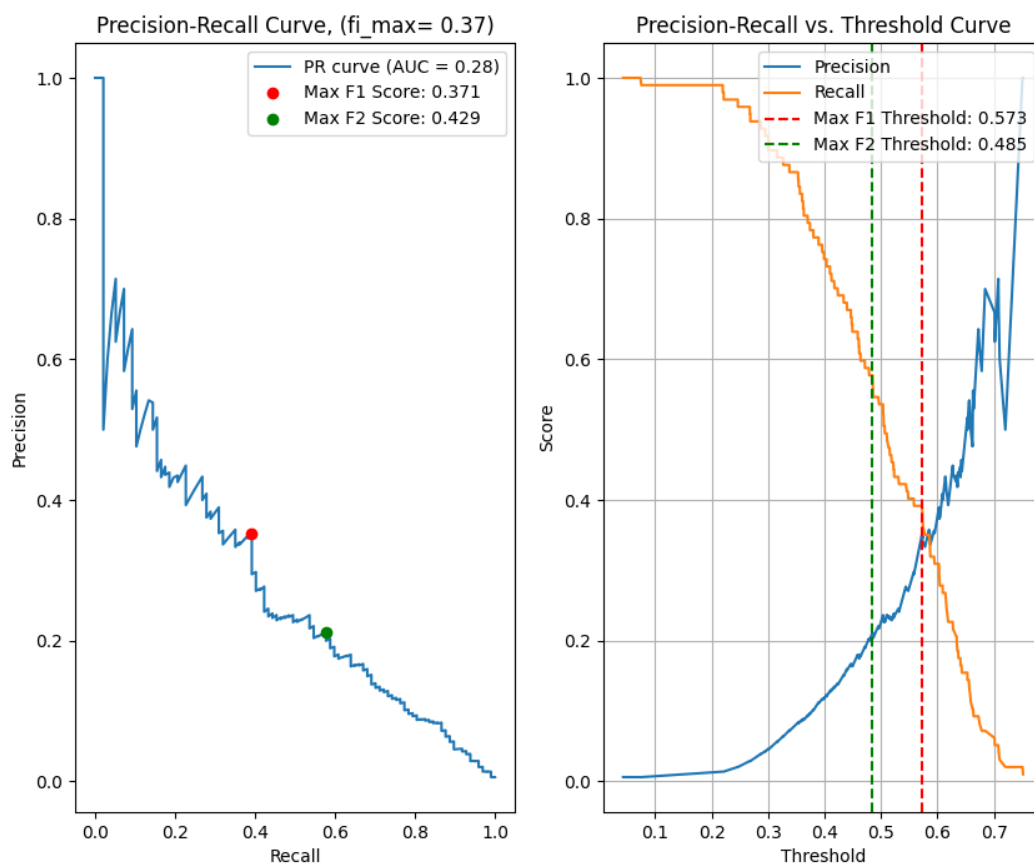 Precision-Recall Curve, (fi_max= 0.37)
PR curve (AUC = 0.28)
Max F1 Score: 0.371
Max F2 Score: 0.429
1.0
0.8
0.6
0.4
0.2
0.0
Precision
0.0 0.2 0.4 0.6 0.8 1.0
Recall
Precision-Recall vs. Threshold Curve
Precision
Recall
Max F1 Threshold: 0.573
Max F2 Threshold: 0.485
1.0
0.8
0.6
0.4
0.2
0.0
Score
0.1 0.2 0.3 0.4 0.5 0.6 0.7
Threshold